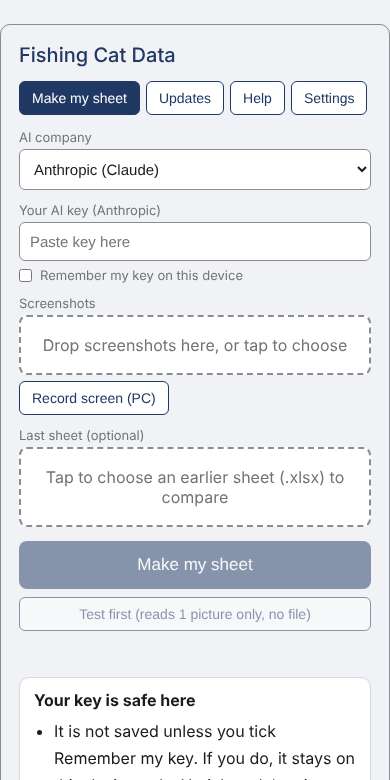 Fishing Cat Data
Make my sheet Updates Help Settings
AI company
Anthropic (Claude)
Your AI key (Anthropic)
Paste key here
Remember my key on this device
Screenshots
Drop screenshots here, or tap to choose
Record screen (PC)
Last sheet (optional)
Tap to choose an earlier sheet (.xlsx) to
compare
Make my sheet
Test first (reads 1 picture only, no file)
Your key is safe here
• It is not saved unless you tick
Remember my key. If you do, it stays on